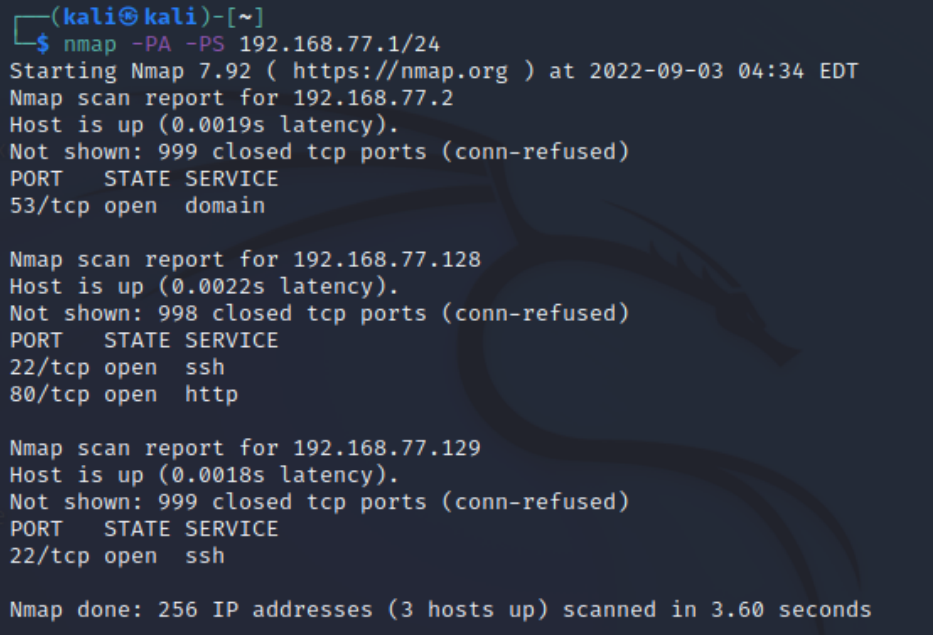 ┌──(kali㉿kali)-[~]
└─$ nmap -PA -PS 192.168.77.1/24
Starting Nmap 7.92 ( https://nmap.org ) at 2022-09-03 04:34 EDT
Nmap scan report for 192.168.77.2
Host is up (0.0019s latency).
Not shown: 999 closed tcp ports (conn-refused)
PORT   STATE SERVICE
53/tcp open  domain

Nmap scan report for 192.168.77.128
Host is up (0.0022s latency).
Not shown: 998 closed tcp ports (conn-refused)
PORT   STATE SERVICE
22/tcp open  ssh
80/tcp open  http

Nmap scan report for 192.168.77.129
Host is up (0.0018s latency).
Not shown: 999 closed tcp ports (conn-refused)
PORT   STATE SERVICE
22/tcp open  ssh

Nmap done: 256 IP addresses (3 hosts up) scanned in 3.60 seconds